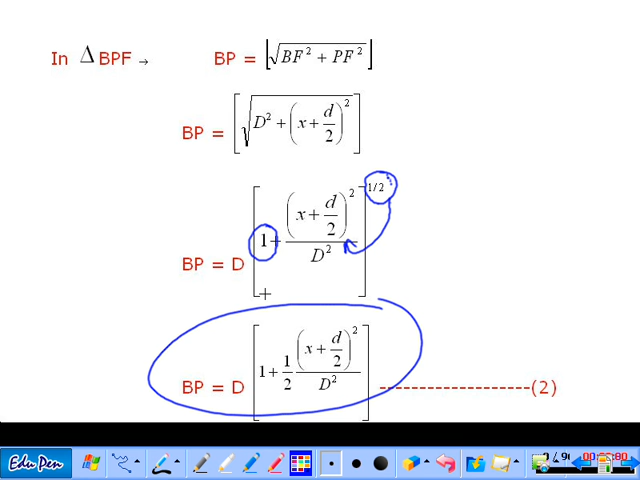 In Δ BPF → BP = [√(BF² + PF²)]
BP = [√(D² + (x + d/2)²)]
BP = D [1 + (x + d/2)² / D²]^1/2
+
BP = D [1 + 1/2 (x + d/2)² / D²] --------------------(2)
Edu Pen